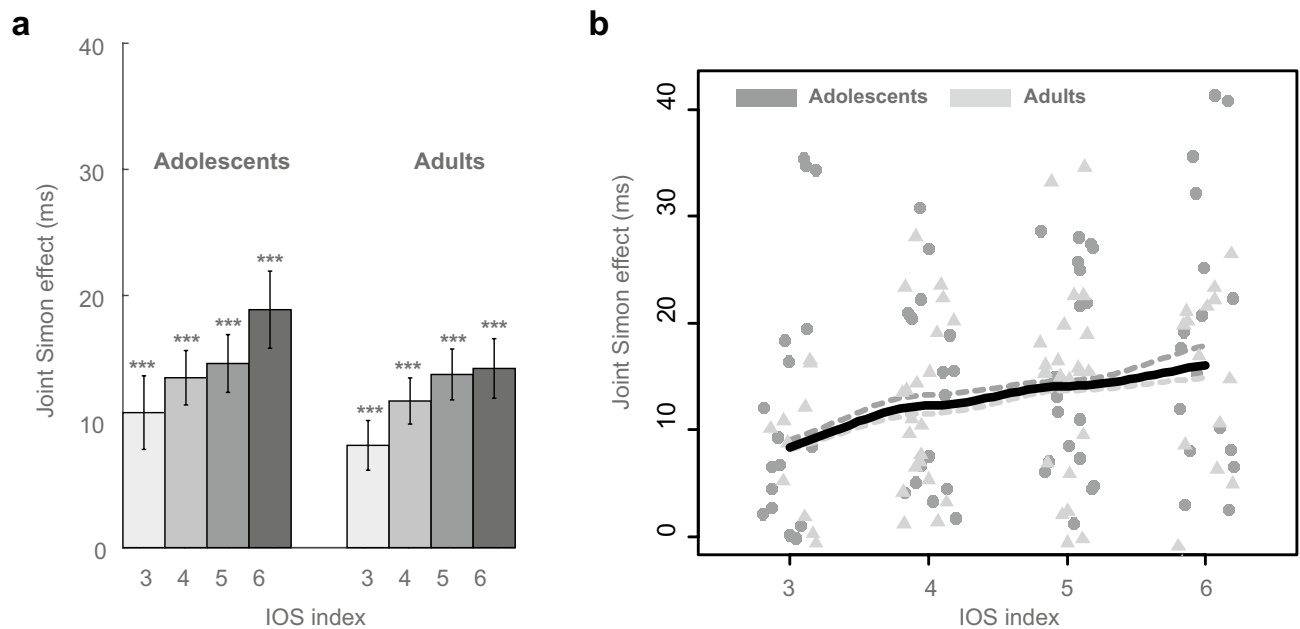 a
Joint Simon effect (ms)
40
30
20
10
0
Adolescents
Adults
***
***
***
***
***
***
***
***
3 4 5 6
3 4 5 6
IOS index
b
Joint Simon effect (ms)
40
30
20
10
0
Adolescents
Adults
3 4 5 6
IOS index